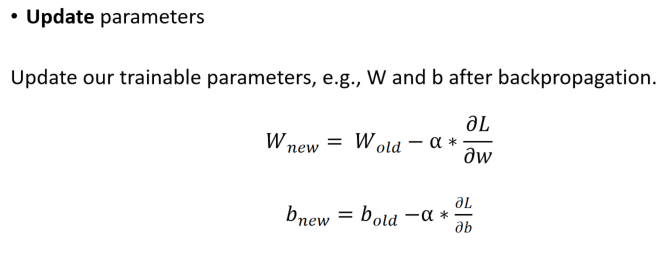 • Update parameters
Update our trainable parameters, e.g., W and b after backpropagation.
W_new = W_old − α * ∂L/∂w
b_new = b_old −α * ∂L/∂b